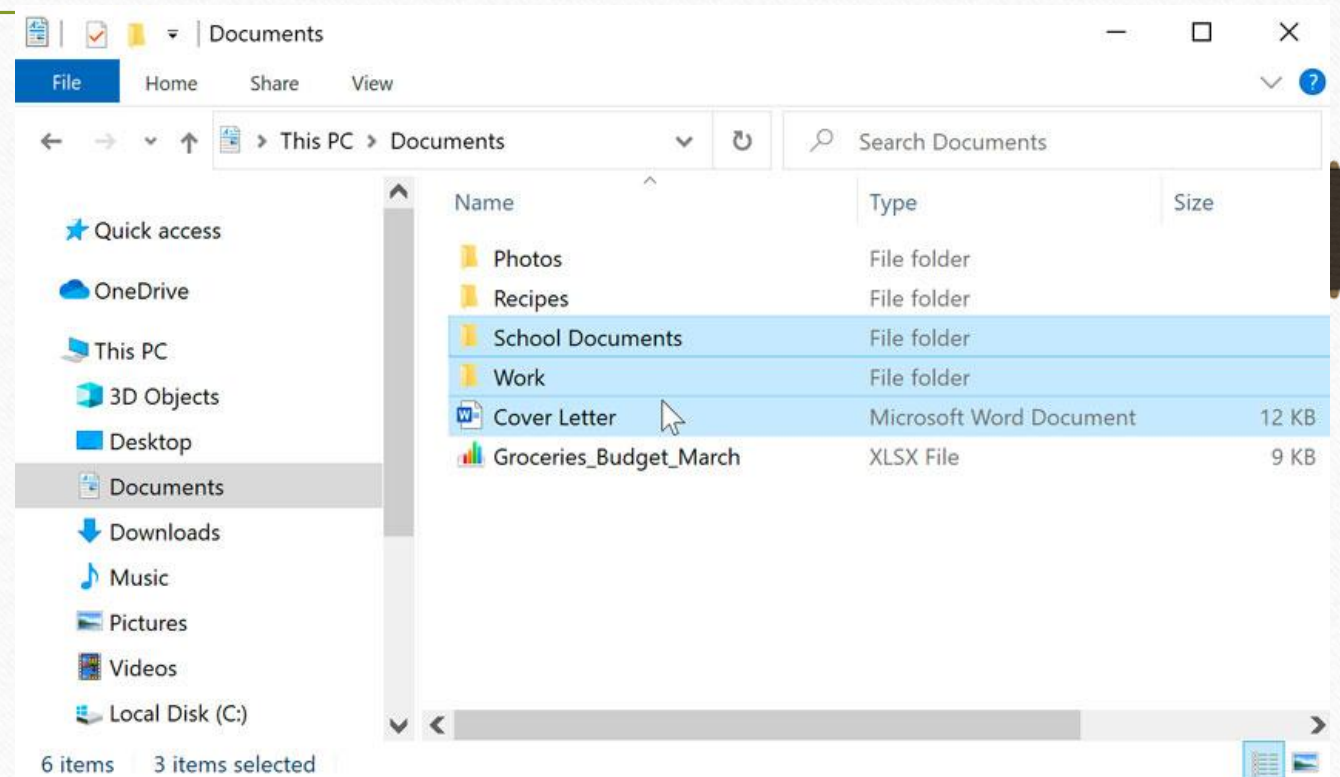 Documents
File Home Share View ?
This PC > Documents Search Documents
Name Type Size
Quick access
OneDrive
This PC
3D Objects
Desktop
Documents
Downloads
Music
Pictures
Videos
Local Disk (C:)
Photos File folder
Recipes File folder
School Documents File folder
Work File folder
W Cover Letter Microsoft Word Document 12 KB
Groceries_Budget_March XLSX File 9 KB
6 items 3 items selected